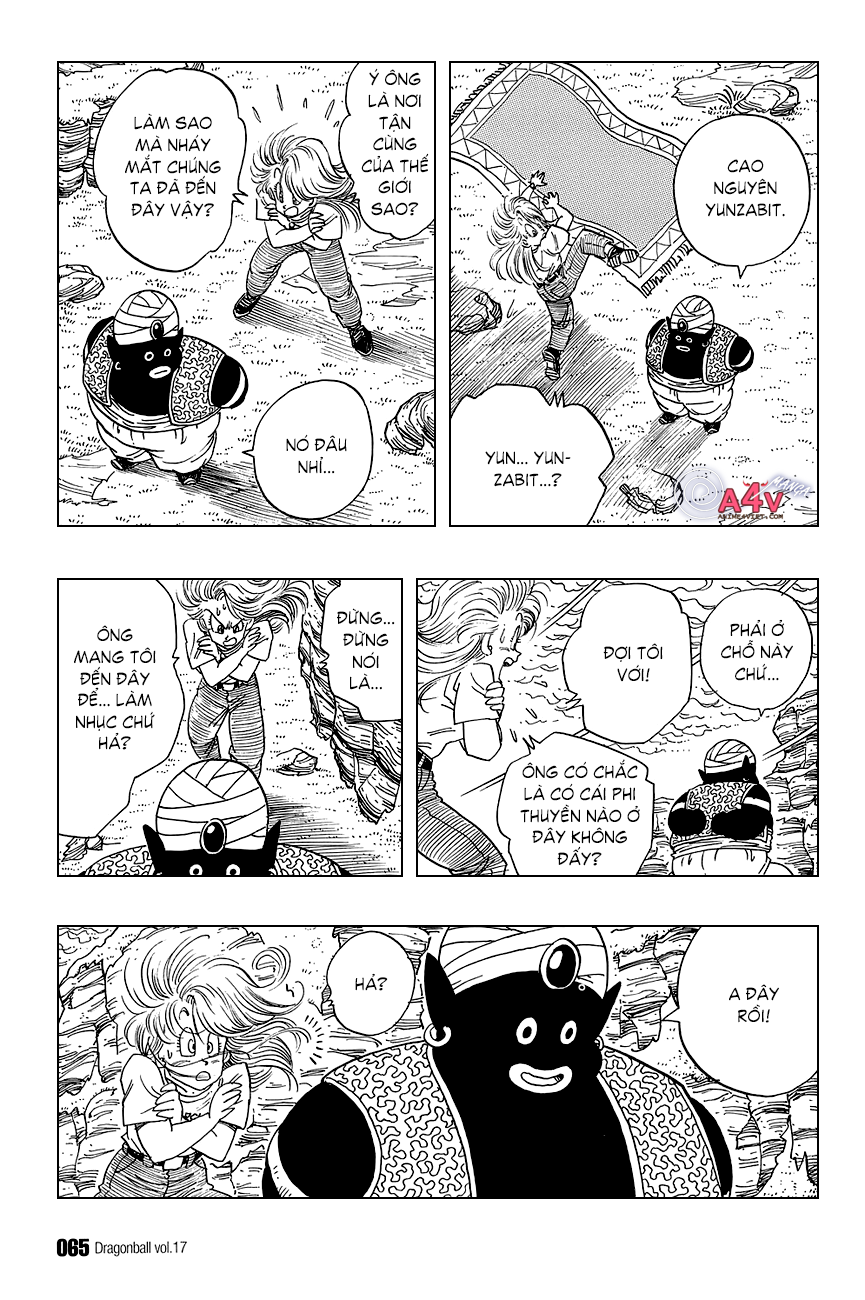 CAO
NGUYÊN
YUNZABIT.
YUN... YUN-
ZABIT...?
A4V
MANGA
ANIME4VIET.COM
Ý ÔNG
LÀ NƠI
TẬN
CÙNG
CỦA THẾ
GIỚI
SAO?
LÀM SAO
MÀ NHÁY
MẮT CHÚNG
TA ĐÃ ĐẾN
ĐÂY VẬY?
NÓ ĐÂU
NHỈ...
PHẢI Ở
CHỖ NÀY
CHỨ...
ĐỢI TÔI
VỚI!
ÔNG CÓ CHẮC
LÀ CÓ CÁI PHI
THUYỀN NÀO Ở
ĐÂY KHÔNG
ĐẤY?
ĐỪNG...
ĐỪNG
NÓI
LÀ...
ÔNG
MANG TÔI
ĐẾN ĐÂY
ĐỂ... LÀM
NHỤC CHỨ
HẢ?
A ĐÂY
RỒI!
HẢ?
065 Dragonball vol.17